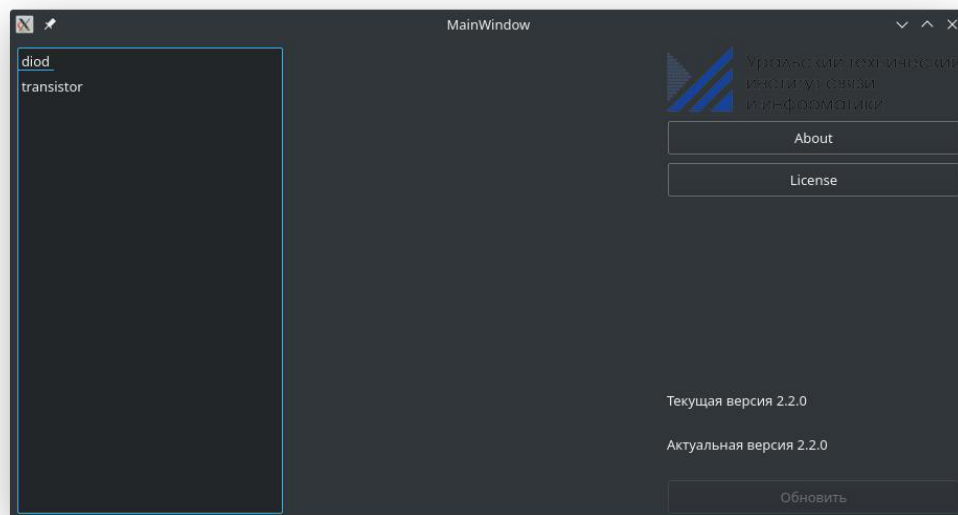 MainWindow
diod
transistor
Уральский технический
институт связи
и информатики
About
License
Текущая версия 2.2.0
Актуальная версия 2.2.0
Обновить